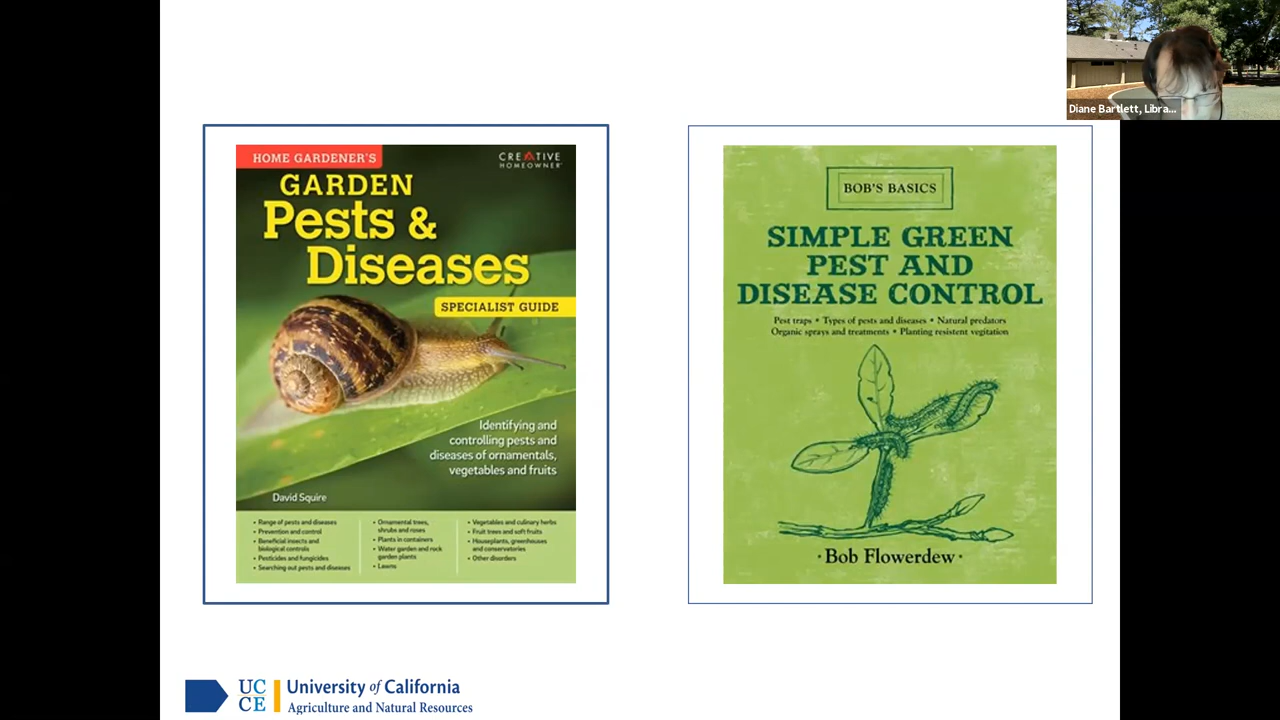 Diane Bartlett, Libra...
HOME GARDENER'S
CREATIVE
HOMEOWNER
GARDEN
Pests &
Diseases
SPECIALIST GUIDE
Identifying and
controlling pests and
diseases of ornamentals,
vegetables and fruits
David Squire
• Range of pests and diseases
• Prevention and control
• Beneficial insects and
biological controls
• Pesticides and fungicides
• Searching out pests and diseases
• Ornamental trees,
shrubs and roses
• Plants in containers
• Water garden and rock
garden plants
• Lawns
• Vegetables and culinary herbs
• Fruit trees and soft fruits
• Houseplants, greenhouses
and conservatories
• Other disorders
BOB'S BASICS
SIMPLE GREEN
PEST AND
DISEASE CONTROL
Pest traps • Types of pests and diseases • Natural predators
Organic sprays and treatments • Planting resistent vegitation
• Bob Flowerdew •
UC
CE
University of California
Agriculture and Natural Resources